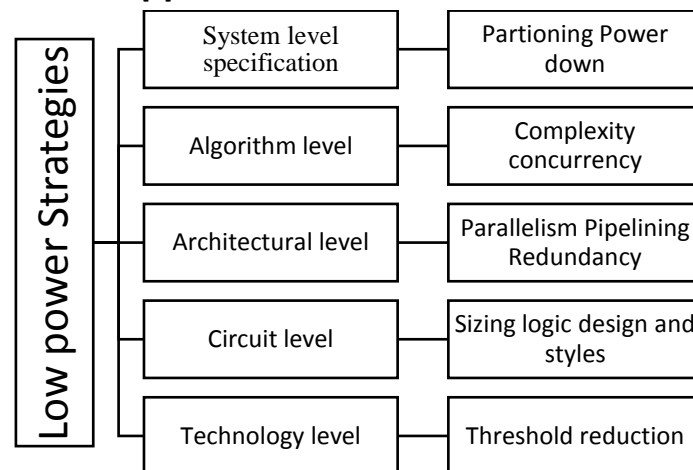 Low power Strategies
System level
specification
Partioning Power
down
Algorithm level
Complexity
concurrency
Architectural level
Parallelism Pipelining
Redundancy
Circuit level
Sizing logic design and
styles
Technology level
Threshold reduction